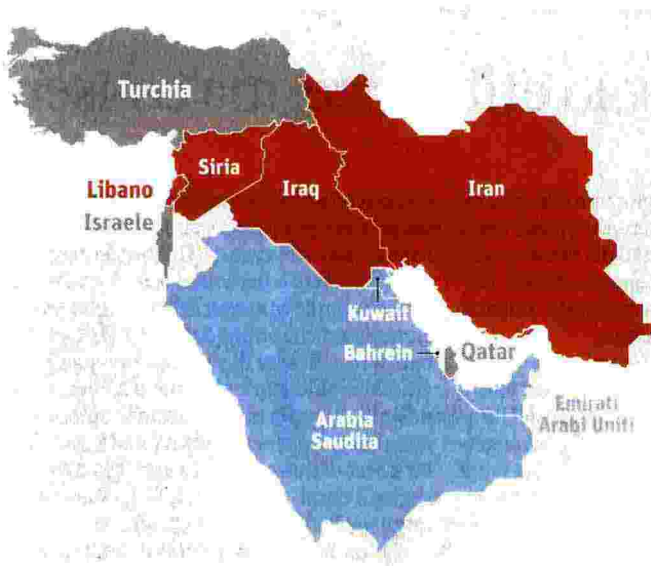 Turchia
Siria
Libano
Iraq
Iran
Israele
Kuwait
Bahrein
Qatar
Emirati
Arabi Uniti
Arabia
Saudita